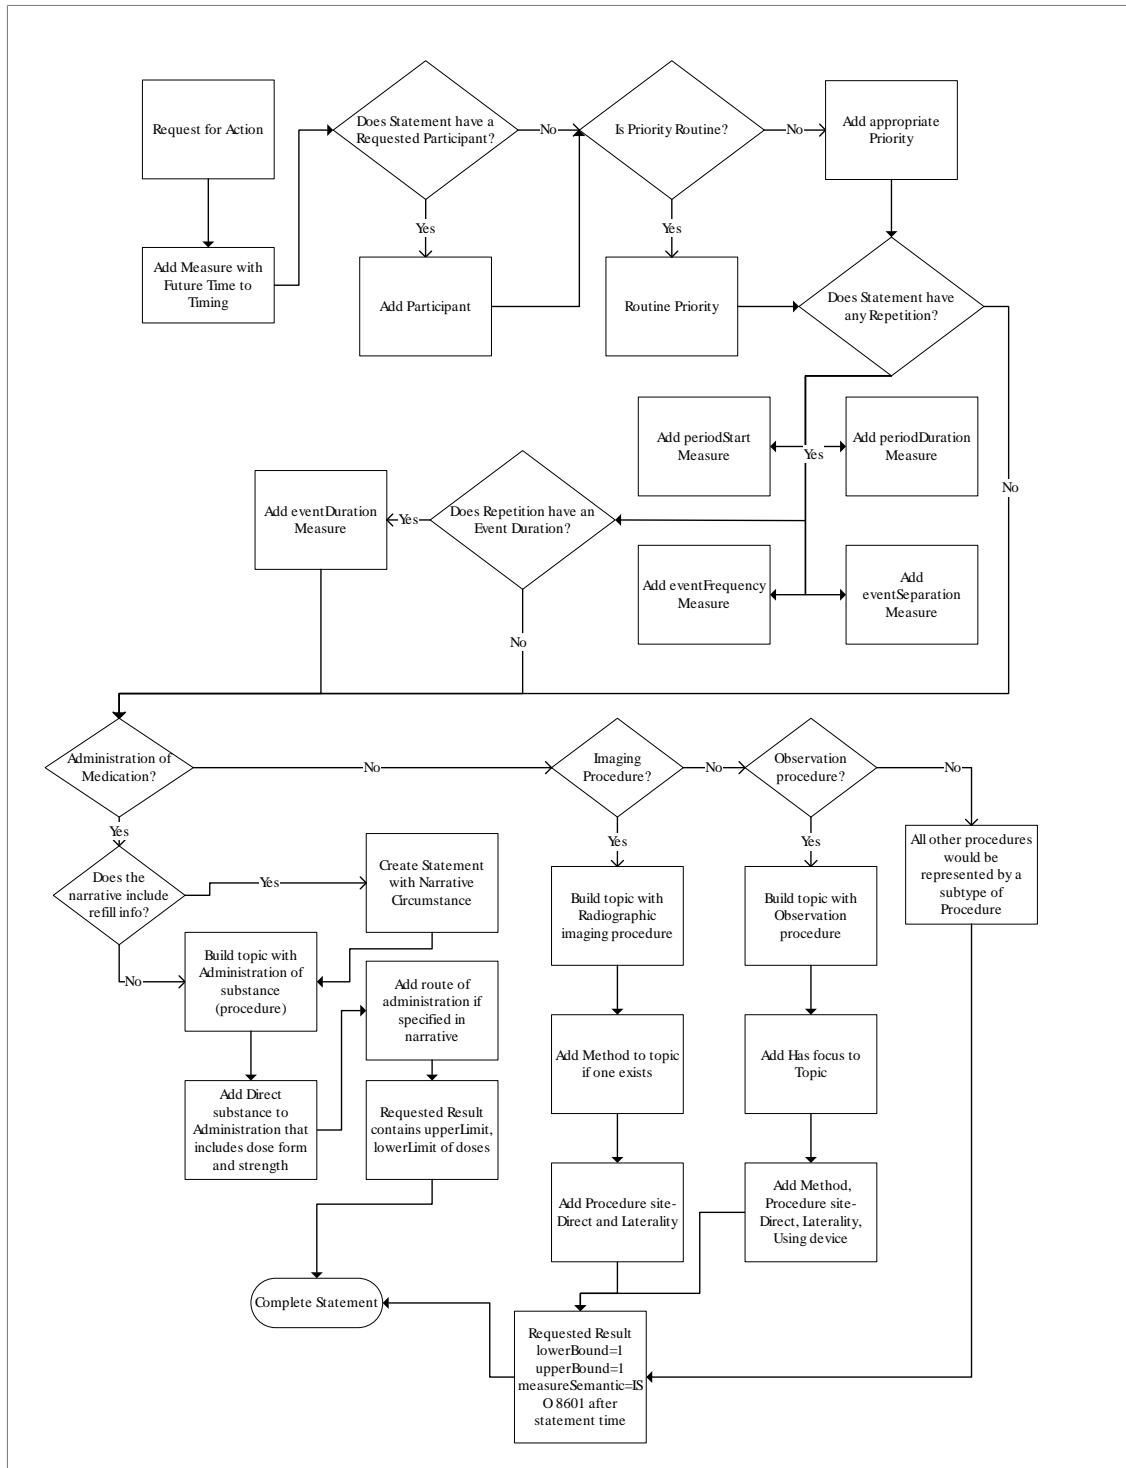 Request for Action
Does Statement have a
Requested Participant?
No
Is Priority Routine?
No
Add appropriate
Priority
Yes
Yes
Add Measure with
Future Time to
Timing
Add Participant
Routine Priority
Does Statement have
any Repetition?
Add periodStart
Measure
Yes
Add periodDuration
Measure
No
Add eventDuration
Measure
Yes
Does Repetition have an
Event Duration?
Add eventFrequency
Measure
Add
eventSeparation
Measure
No
Administration of
Medication?
No
Imaging
Procedure?
No
Observation
procedure?
No
Yes
Yes
Yes
Does the
narrative include
refill info?
Yes
Create Statement
with Narrative
Circumstance
Build topic with
Radiographic
imaging procedure
Build topic with
Observation
procedure
All other procedures
would be
represented by a
subtype of
Procedure
No
Build topic with
Administration of
substance
(procedure)
Add route of
administration if
specified in
narrative
Add Method to topic
if one exists
Add Has focus to
Topic
Add Direct
substance to
Administration that
includes dose form
and strength
Requested Result
contains upperLimit,
lowerLimit of doses
Add Procedure site-
Direct and Laterality
Add Method,
Procedure site-
Direct, Laterality,
Using device
Complete Statement
Requested Result
lowerBound=1
upperBound=1
measureSemantic=IS
O 8601 after
statement time